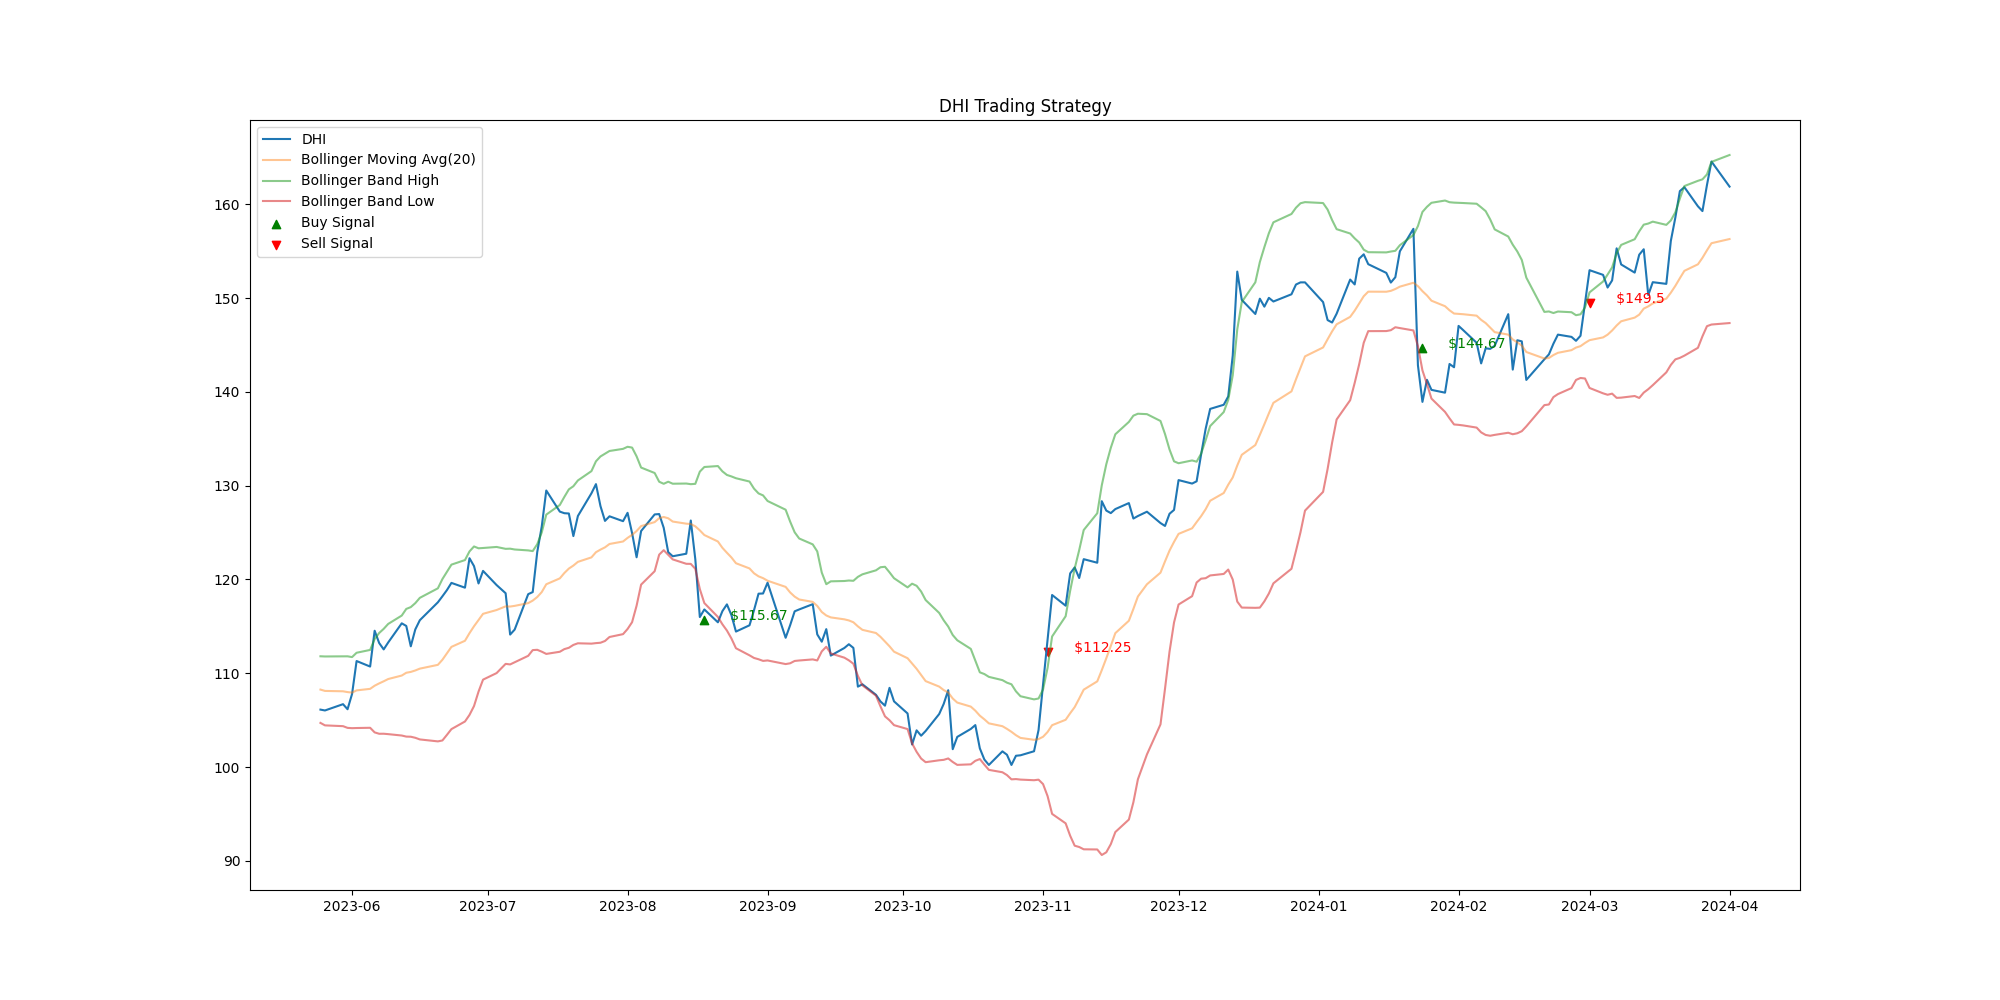 DHI Trading Strategy
DHI
Bollinger Moving Avg(20)
Bollinger Band High
Bollinger Band Low
Buy Signal
Sell Signal
160
150
140
130
120
110
100
90
$115.67
$112.25
$144.67
$149.5
2023-06 2023-07 2023-08 2023-09 2023-10 2023-11 2023-12 2024-01 2024-02 2024-03 2024-04